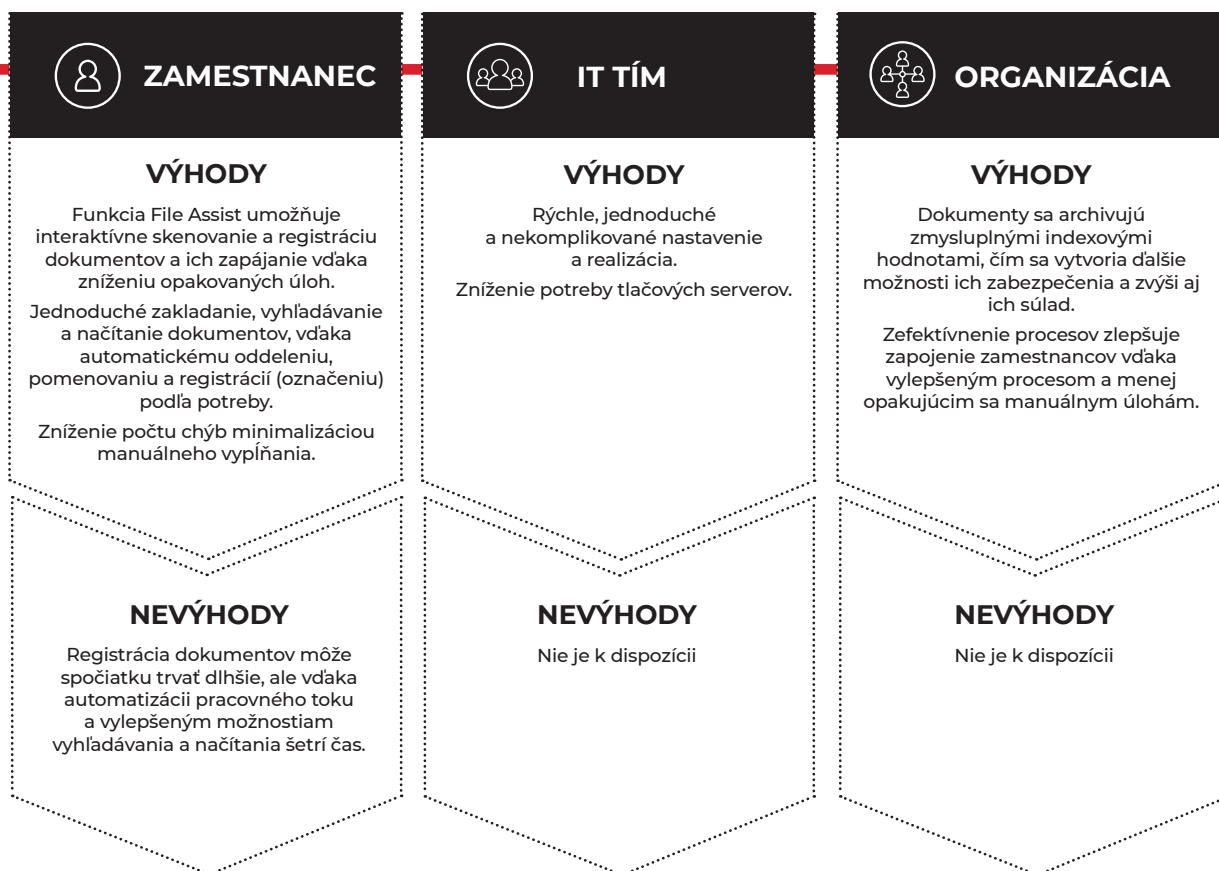 ZAMESTNANEC
VÝHODY
Funkcia File Assist umožňuje
interaktívne skenovanie a registráciu
dokumentov a ich zapájanie vďaka
zníženiu opakovaných úloh.
Jednoduché zakladanie, vyhľadávanie
a načítanie dokumentov, vďaka
automatickému oddeleniu,
pomenovaniu a registrácií (označeniu)
podľa potreby.
Zníženie počtu chýb minimalizáciou
manuálneho vypĺňania.
NEVÝHODY
Registrácia dokumentov môže
spočiatku trvať dlhšie, ale vďaka
automatizácii pracovného toku
a vylepšeným možnostiam
vyhľadávania a načítania šetrí čas.
IT TÍM
VÝHODY
Rýchle, jednoduché
a nekomplikované nastavenie
a realizácia.
Zníženie potreby tlačových serverov.
NEVÝHODY
Nie je k dispozícii
ORGANIZÁCIA
VÝHODY
Dokumenty sa archivujú
zmysluplnými indexovými
hodnotami, čím sa vytvoria ďalšie
možnosti ich zabezpečenia a zvýši aj
ich súlad.
Zefektívnenie procesov zlepšuje
zapojenie zamestnancov vďaka
vylepšeným procesom a menej
opakujúcim sa manuálnym úlohám.
NEVÝHODY
Nie je k dispozícii